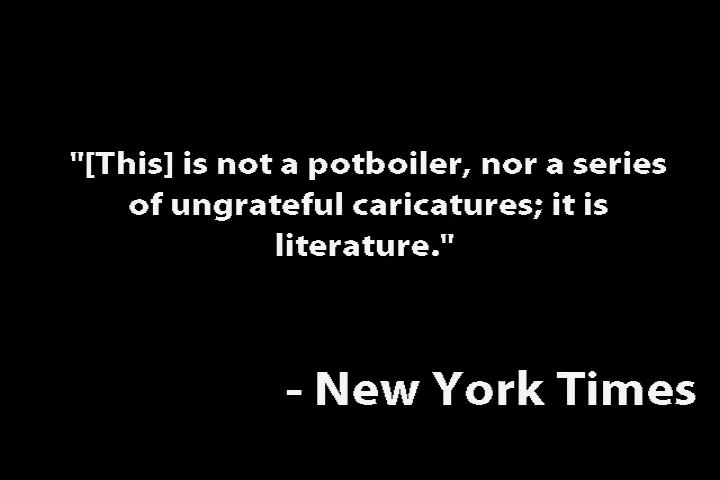 "[This] is not a potboiler, nor a series
of ungrateful caricatures; it is
literature."
- New York Times